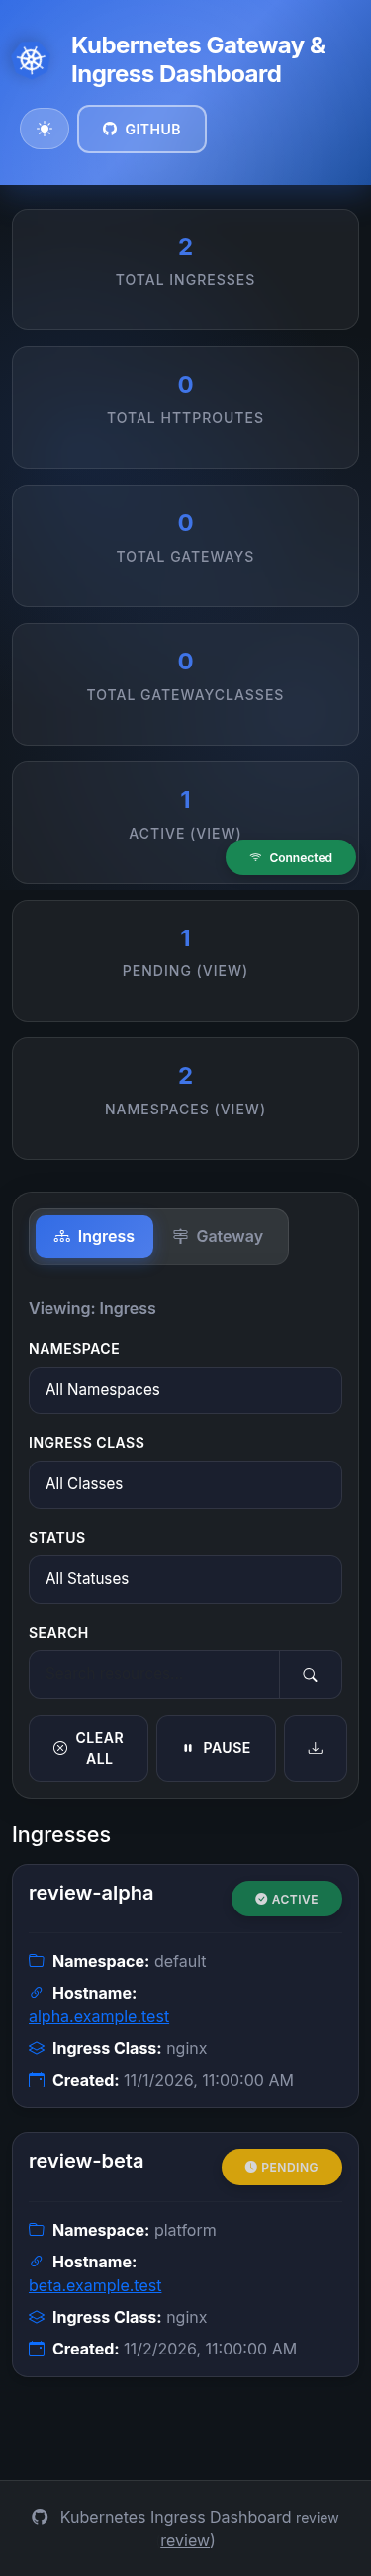 Kubernetes Gateway &
Ingress Dashboard
GITHUB
2
TOTAL INGRESSES
0
TOTAL HTTPROUTES
0
TOTAL GATEWAYS
0
TOTAL GATEWAYCLASSES
1
ACTIVE (VIEW)
Connected
1
PENDING (VIEW)
2
NAMESPACES (VIEW)
Ingress Gateway
Viewing: Ingress
NAMESPACE
All Namespaces
INGRESS CLASS
All Classes
STATUS
All Statuses
SEARCH
CLEAR
ALL
PAUSE
Ingresses
review-alpha
ACTIVE
Namespace: default
Hostname:
alpha.example.test
Ingress Class: nginx
Created: 11/1/2026, 11:00:00 AM
review-beta
PENDING
Namespace: platform
Hostname:
beta.example.test
Ingress Class: nginx
Created: 11/2/2026, 11:00:00 AM
Kubernetes Ingress Dashboard review
review)